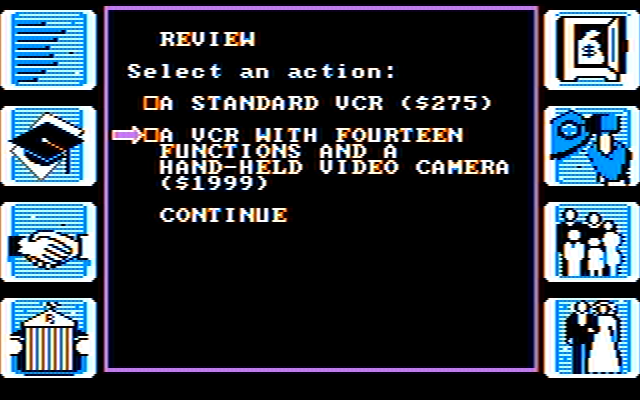 REVIEW
Select an action:
A STANDARD VCR ($275)
A VCR WITH FOURTEEN
FUNCTIONS AND A
HAND-HELD VIDEO CAMERA
($1999)
CONTINUE